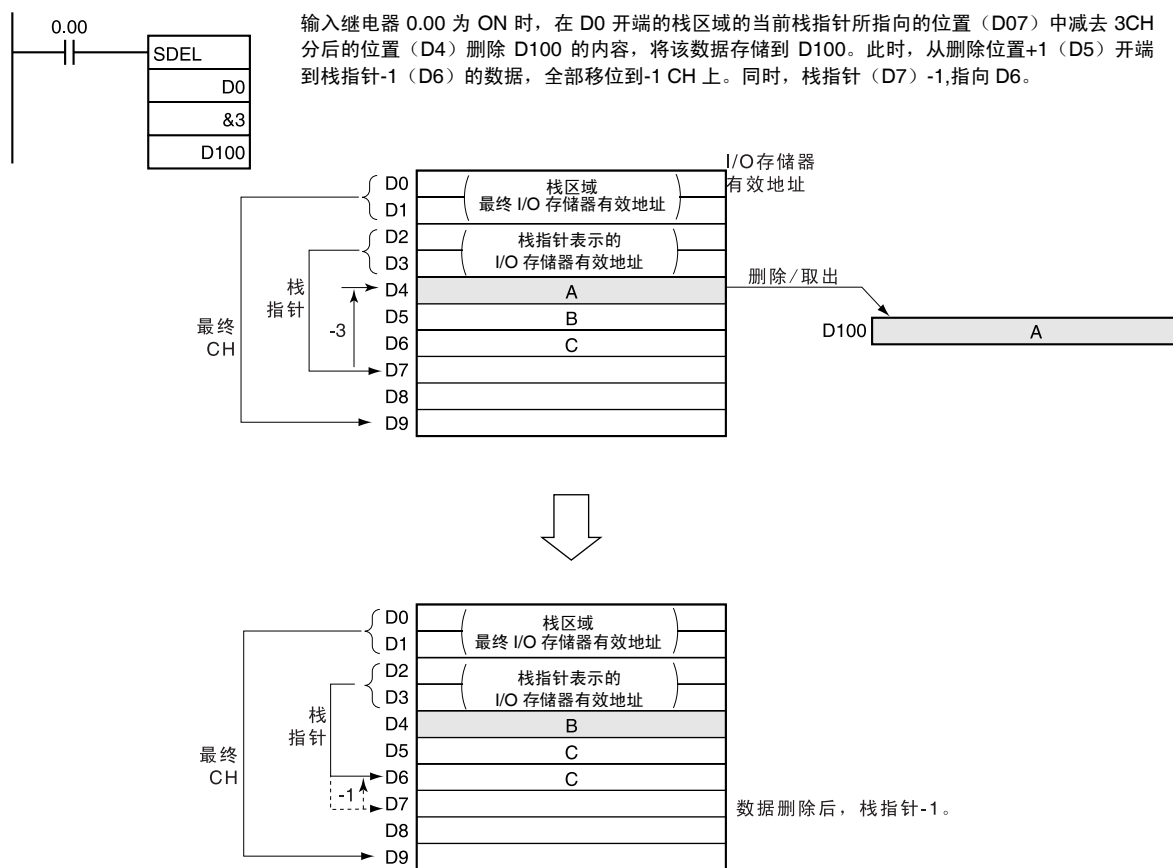 0.00
SDEL
D0
&3
D100
输入继电器 0.00 为 ON 时，在 D0 开端的栈区域的当前栈指针所指向的位置（D07）中减去 3CH
分后的位置（D4）删除 D100 的内容，将该数据存储到 D100。此时，从删除位置+1（D5）开端
到栈指针-1（D6）的数据，全部移位到-1 CH 上。同时，栈指针（D7）-1,指向 D6。
I/O存储器
有效地址
D0
D1
栈区域
最终 I/O 存储器有效地址
D2
D3
栈指针表示的
I/O 存储器有效地址
栈
指针
最终
CH
-3
D4
A
删除/取出
D5
B
D100
A
D6
C
D7
D8
D9
D0
D1
栈区域
最终 I/O 存储器有效地址
D2
D3
栈指针表示的
I/O 存储器有效地址
栈
指针
最终
CH
D4
B
D5
C
D6
C
-1
D7
数据删除后，栈指针-1。
D8
D9